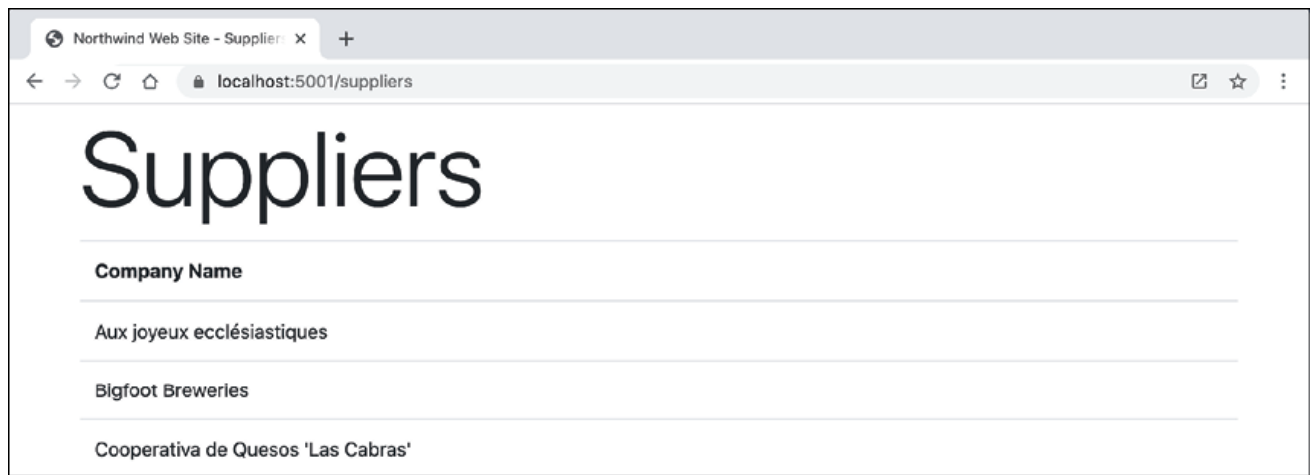 Northwind Web Site - Supplier
localhost:5001/suppliers
Suppliers
Company Name
Aux joyeux ecclésiastiques
Bigfoot Breweries
Cooperativa de Quesos 'Las Cabras'